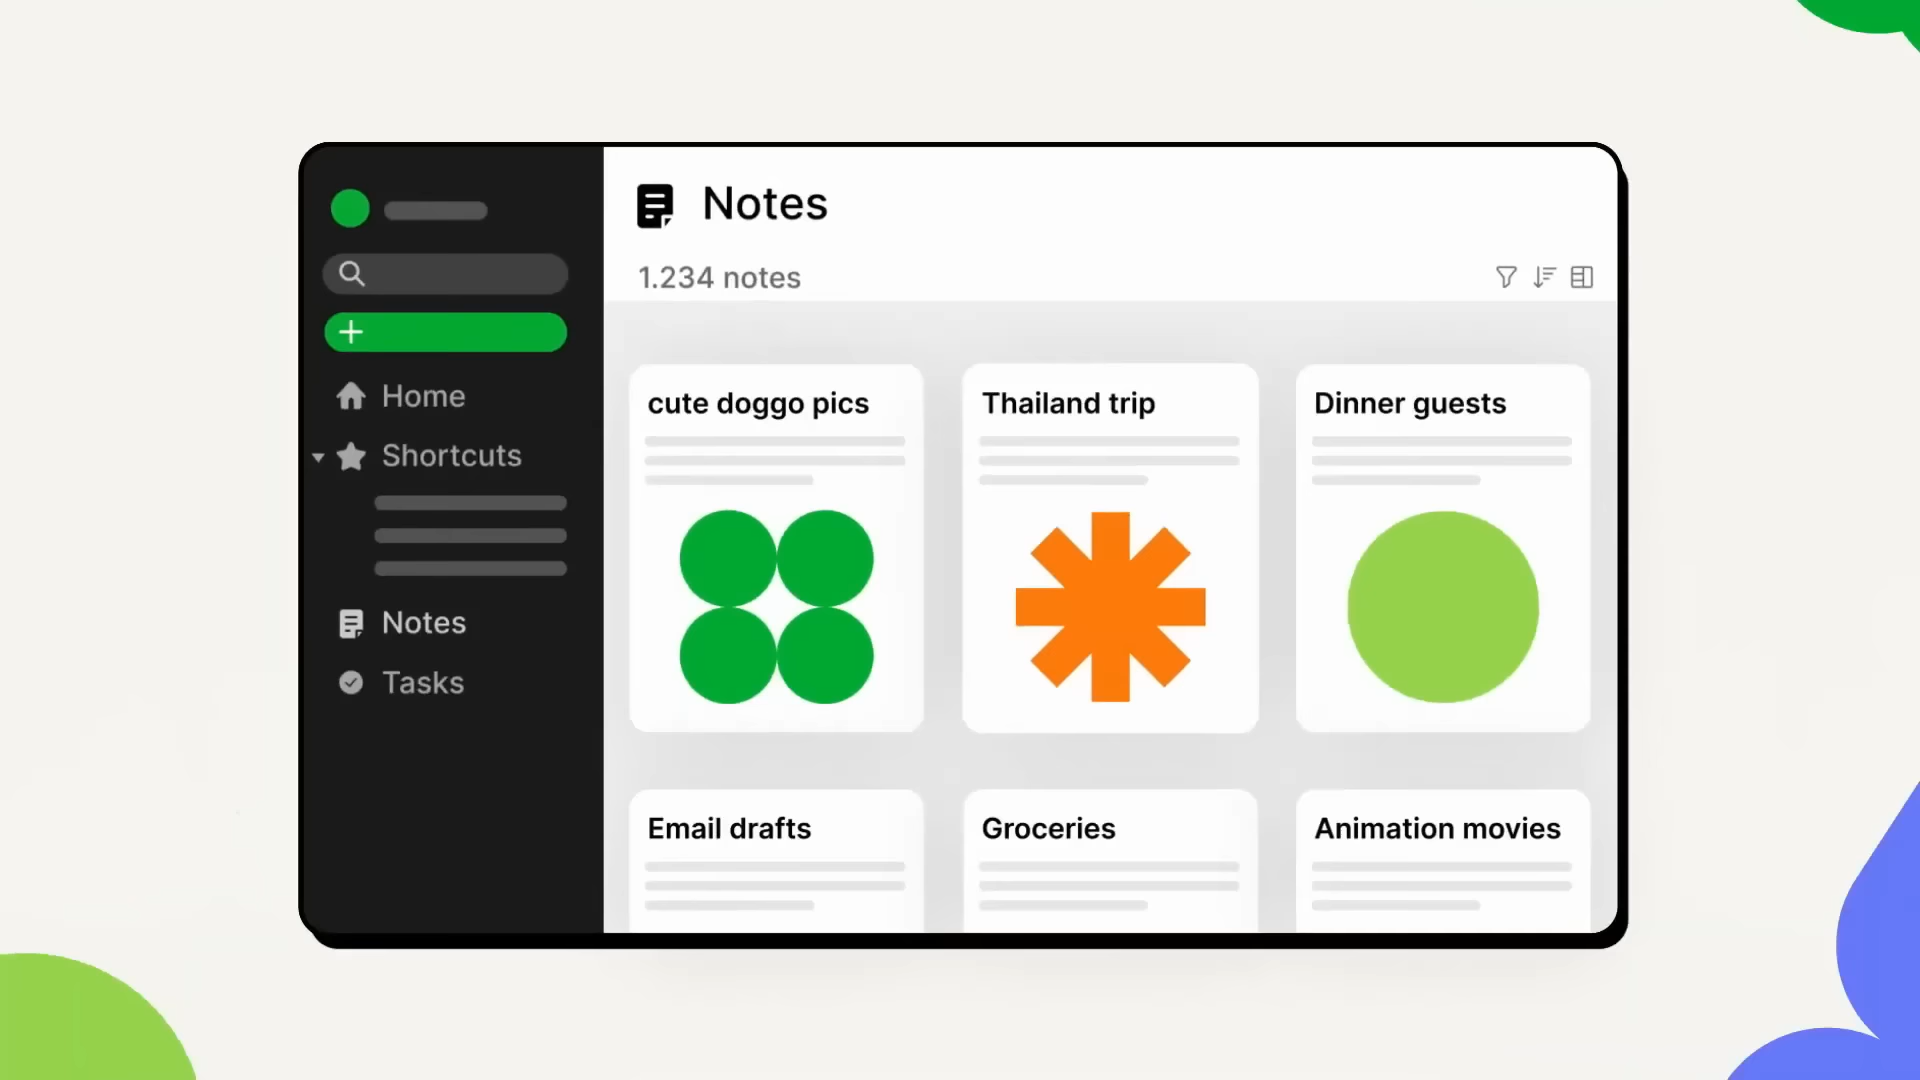 Home
Shortcuts
Notes
Tasks
Notes
1.234 notes
cute doggo pics
Thailand trip
Dinner guests
Email drafts
Groceries
Animation movies